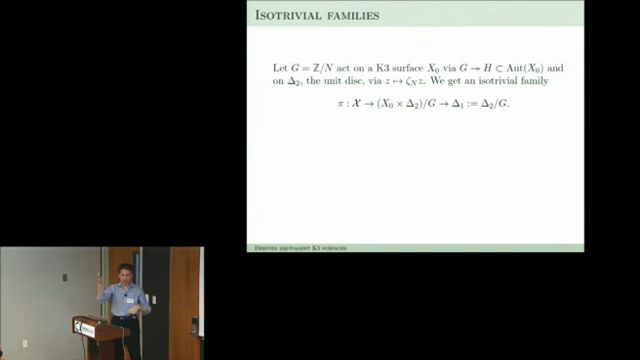 Isotrivial families
Let G = ℤ/N act on a K3 surface X₀ via G ↠ H ⊂ Aut(X₀) and
on Δ₂, the unit disc, via z ↦ ζ_N z. We get an isotrivial family
π : 𝒳 → (X₀ × Δ₂)/G → Δ₁ := Δ₂/G.
Derived equivalent K3 surfaces